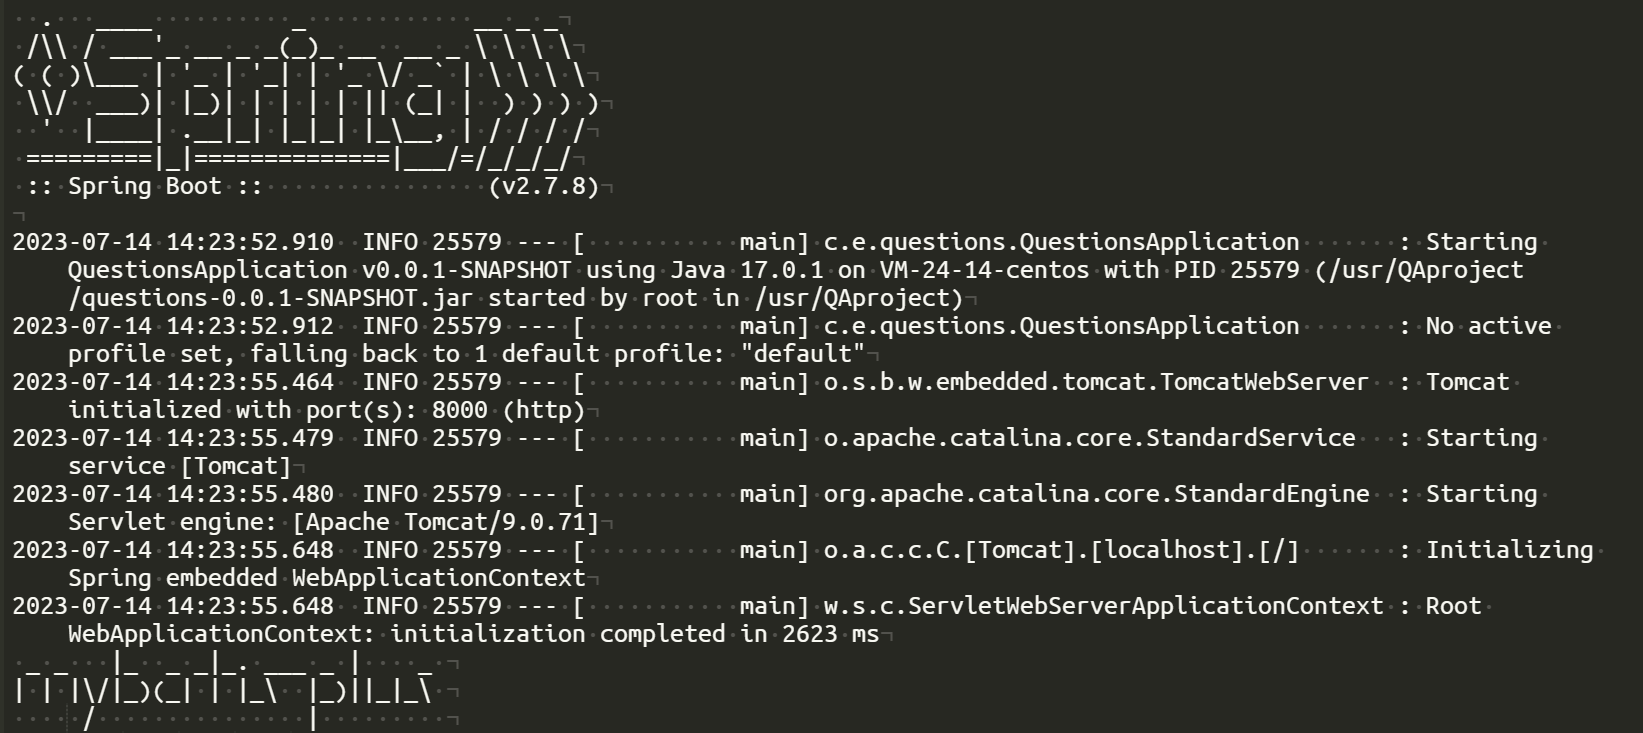 .   ____          _            __ _ _
 /\\ / ___'_ __ _ _(_)_ __  __ _ \ \ \ \
( ( )\___ | '_ | '_| | '_ \/ _` | \ \ \ \
 \\/  ___)| |_)| | | | | || (_| |  ) ) ) )
  '  |____| .__|_| |_|_| |_\__, | / / / /
 =========|_|==============|___/=/_/_/_/
 :: Spring Boot ::                (v2.7.8)

2023-07-14 14:23:52.910  INFO 25579 --- [           main] c.e.questions.QuestionsApplication       : Starting
QuestionsApplication v0.0.1-SNAPSHOT using Java 17.0.1 on VM-24-14-centos with PID 25579 (/usr/QAproject
/questions-0.0.1-SNAPSHOT.jar started by root in /usr/QAproject)
2023-07-14 14:23:52.912  INFO 25579 --- [           main] c.e.questions.QuestionsApplication       : No active
profile set, falling back to 1 default profile: "default"
2023-07-14 14:23:55.464  INFO 25579 --- [           main] o.s.b.w.embedded.tomcat.TomcatWebServer  : Tomcat
initialized with port(s): 8000 (http)
2023-07-14 14:23:55.479  INFO 25579 --- [           main] o.apache.catalina.core.StandardService   : Starting
service [Tomcat]
2023-07-14 14:23:55.480  INFO 25579 --- [           main] org.apache.catalina.core.StandardEngine  : Starting
Servlet engine: [Apache Tomcat/9.0.71]
2023-07-14 14:23:55.648  INFO 25579 --- [           main] o.a.c.c.C.[Tomcat].[localhost].[/]       : Initializing
Spring embedded WebApplicationContext
2023-07-14 14:23:55.648  INFO 25579 --- [           main] w.s.c.ServletWebServerApplicationContext : Root
WebApplicationContext: initialization completed in 2623 ms
 _ _   |_  _ _|_. ___ _ |    _
| | |\/|_)(_| | |_\  |_)||_|_\
     /               |